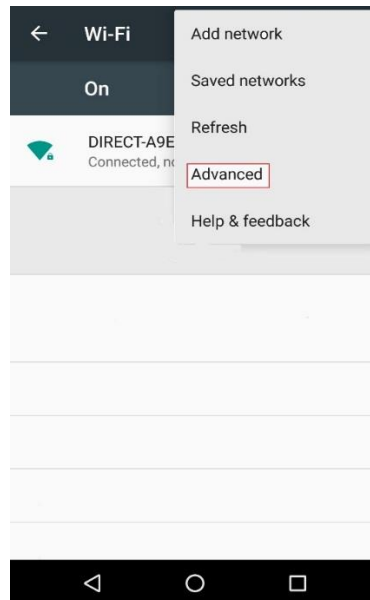 Wi-Fi
On
DIRECT-A9E
Connected,
Add network
Saved networks
Refresh
Advanced
Help & feedback